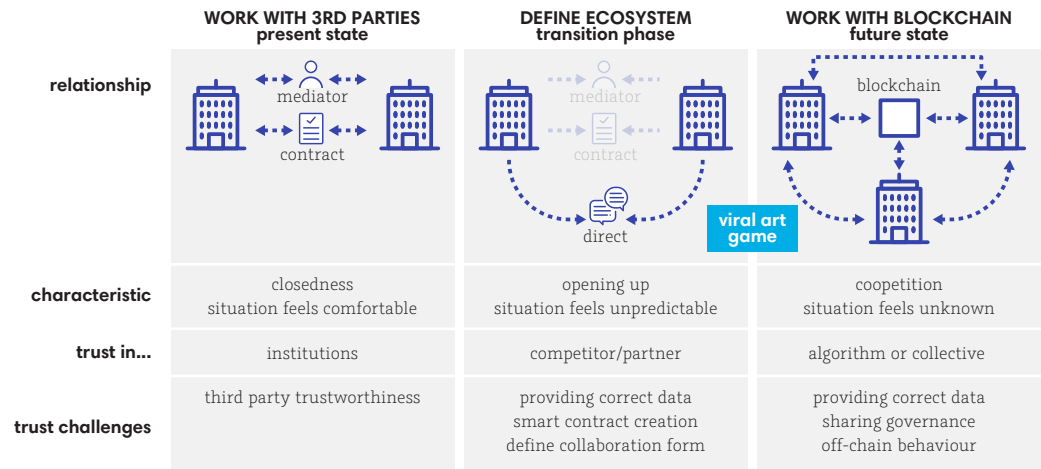 WORK WITH 3RD PARTIES
present state
DEFINE ECOSYSTEM
transition phase
WORK WITH BLOCKCHAIN
future state
relationship
mediator
contract
mediator
contract
direct
blockchain
viral art
game
characteristic
closedness
situation feels comfortable
opening up
situation feels unpredictable
coopetition
situation feels unknown
trust in...
institutions
competitor/partner
algorithm or collective
trust challenges
third party trustworthiness
providing correct data
smart contract creation
define collaboration form
providing correct data
sharing governance
off-chain behaviour